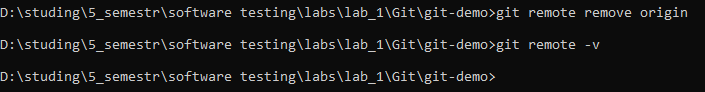 D:\studing\5_semestr\software testing\labs\lab_1\Git\git-demo>git remote remove origin
D:\studing\5_semestr\software testing\labs\lab_1\Git\git-demo>git remote -v
D:\studing\5_semestr\software testing\labs\lab_1\Git\git-demo>